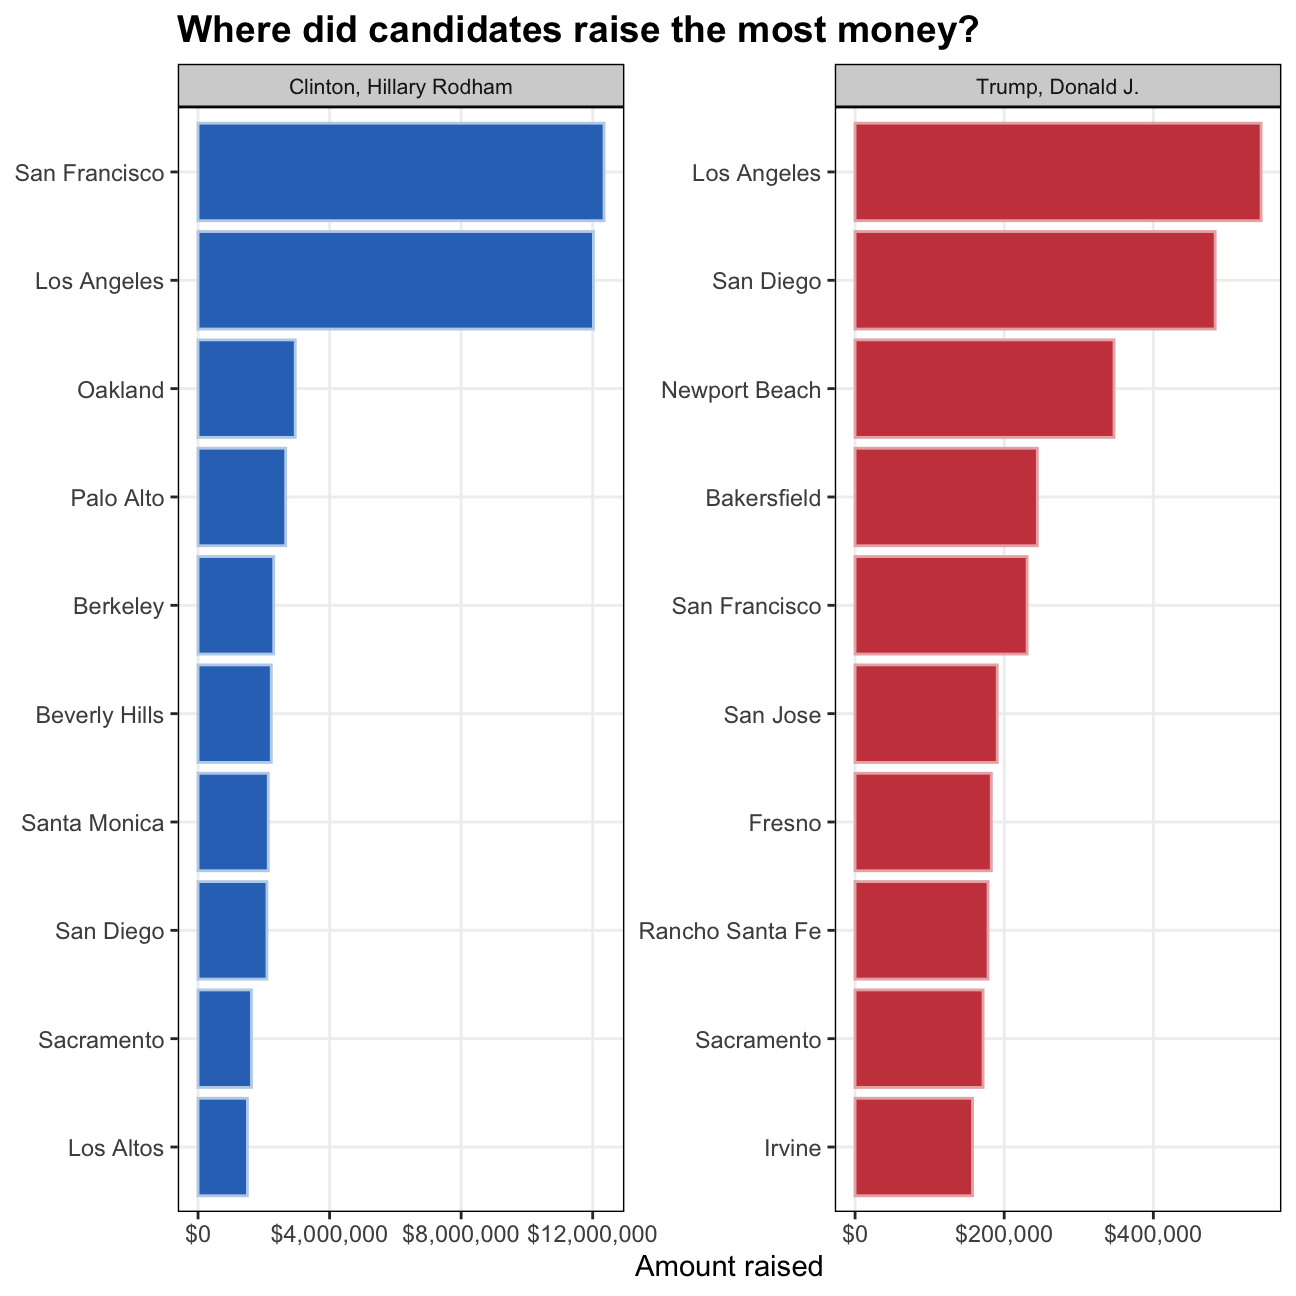 Where did candidates raise the most money?
Clinton, Hillary Rodham
San Francisco
Los Angeles
Oakland
Palo Alto
Berkeley
Beverly Hills
Santa Monica
San Diego
Sacramento
Los Altos
$0 $4,000,000 $8,000,000 $12,000,000
Trump, Donald J.
Los Angeles
San Diego
Newport Beach
Bakersfield
San Francisco
San Jose
Fresno
Rancho Santa Fe
Sacramento
Irvine
$0 $200,000 $400,000
Amount raised